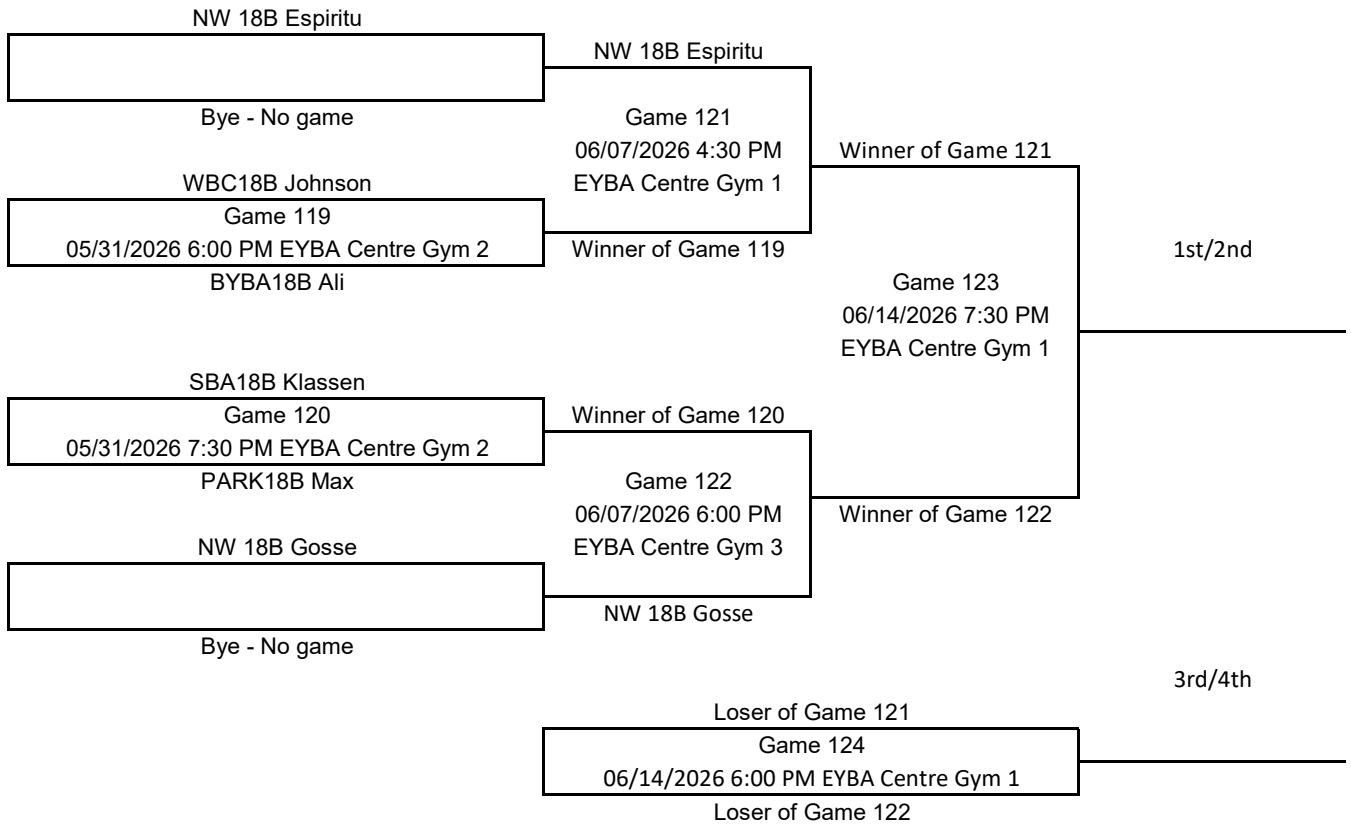 NW 18B Espiritu
Bye - No game
WBC18B Johnson
Game 119
05/31/2026 6:00 PM EYBA Centre Gym 2
BYBA18B Ali
SBA18B Klassen
Game 120
05/31/2026 7:30 PM EYBA Centre Gym 2
PARK18B Max
NW 18B Gosse
Bye - No game
NW 18B Espiritu
Game 121
06/07/2026 4:30 PM
EYBA Centre Gym 1
Winner of Game 119
Winner of Game 120
Game 122
06/07/2026 6:00 PM
EYBA Centre Gym 3
NW 18B Gosse
Winner of Game 121
Game 123
06/14/2026 7:30 PM
EYBA Centre Gym 1
Winner of Game 122
1st/2nd
3rd/4th
Loser of Game 121
Game 124
06/14/2026 6:00 PM EYBA Centre Gym 1
Loser of Game 122